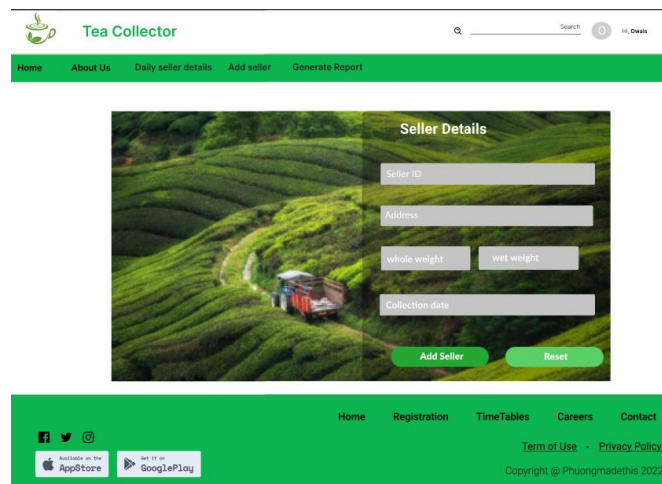 Tea Collector
Search
O
Hi, Owais
Home About Us Daily seller details Add seller Generate Report
Seller Details
Seller ID
Address
whole weight wet weight
Collection date
Add Seller Reset
Home Registration TimeTables Careers Contact
Term of Use - Privacy Policy
Available on the
AppStore
Get it on
GooglePlay
Copyright @ Phuongmadethis 2022